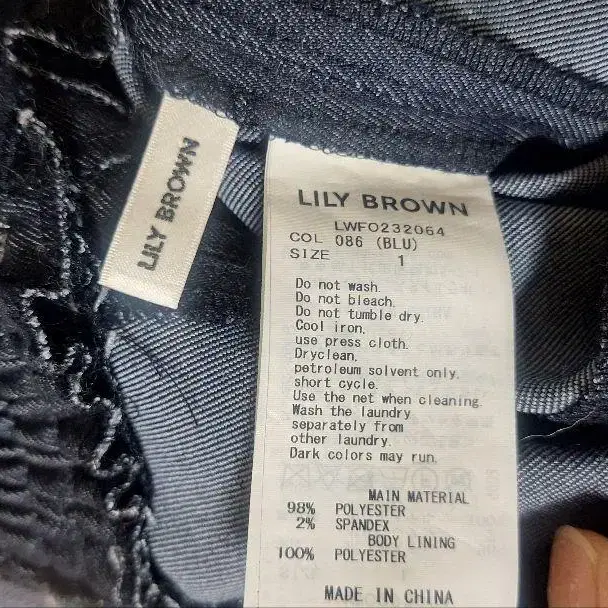 LILY BROWN
LILY BROWN
LWFO232064
COL 086 (BLU)
SIZE 1
Do not wash.
Do not bleach.
Do not tumble dry.
Cool iron,
use press cloth.
Dryclean,
petroleum solvent only.
short cycle.
Use the net when cleaning.
Wash the laundry
separately from
other laundry.
Dark colors may run.
MAIN MATERIAL
98% POLYESTER
2% SPANDEX
BODY LINING
100% POLYESTER
MADE IN CHINA